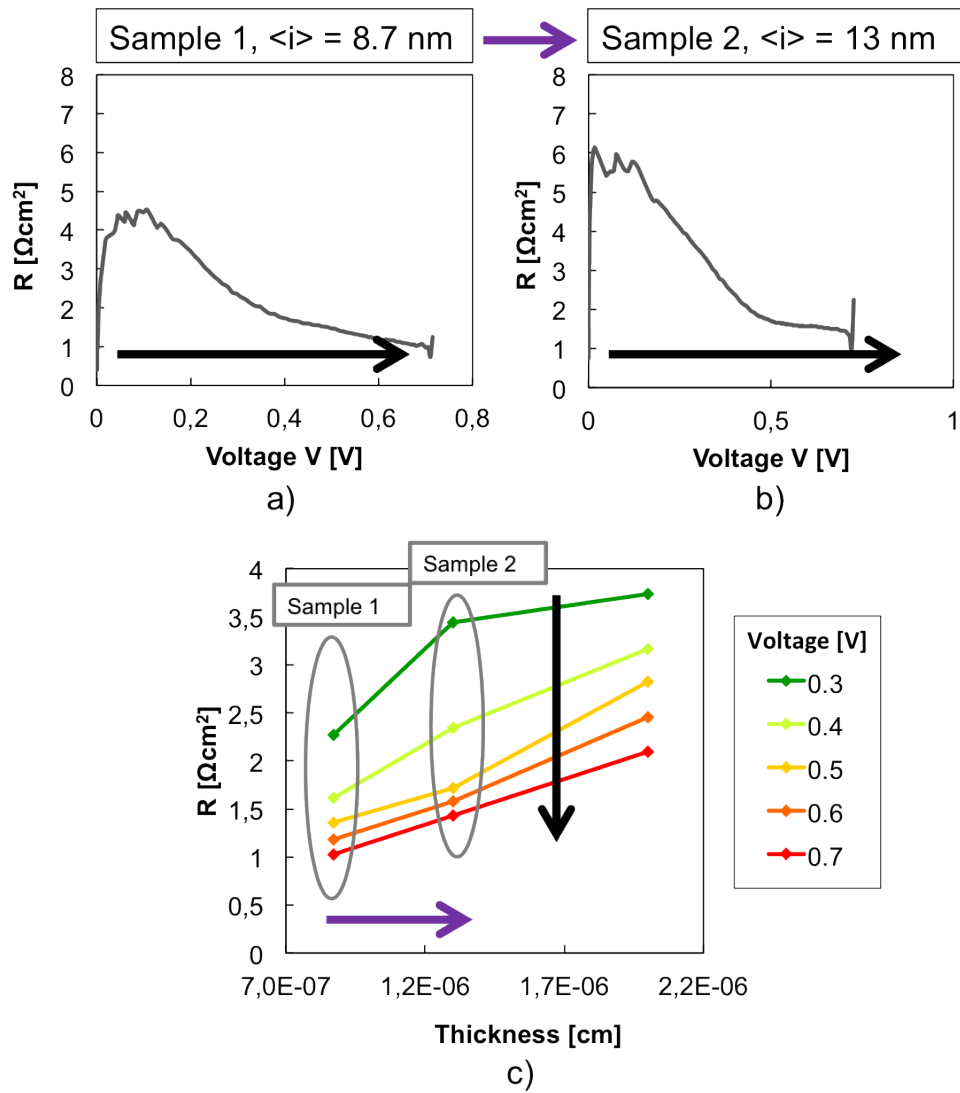 Sample 1, <i> = 8.7 nm
Sample 2, <i> = 13 nm
8
7
6
5
4
3
2
1
0
R [Ωcm²]
0
0,2
0,4
0,6
0,8
Voltage V [V]
a)
8
7
6
5
4
3
2
1
0
R [Ωcm²]
0
0,5
1
Voltage V [V]
b)
Sample 2
Sample 1
4
3,5
3
2,5
2
1,5
1
0,5
0
R [Ωcm²]
7,0E-07
1,2E-06
1,7E-06
2,2E-06
Thickness [cm]
c)
Voltage [V]
0.3
0.4
0.5
0.6
0.7